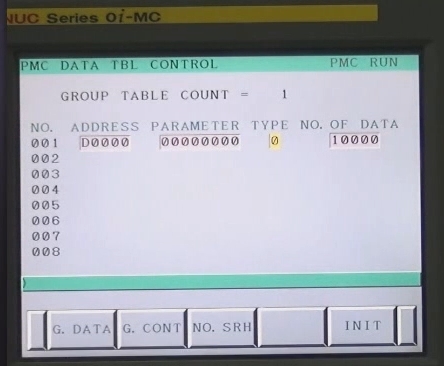 NUC Series 0i-MC
PMC DATA TBL CONTROL PMC RUN
GROUP TABLE COUNT = 1
NO. ADDRESS PARAMETER TYPE NO. OF DATA
001 D0000 00000000 0 10000
002
003
004
005
006
007
008
)
G. DATA G. CONT NO. SRH INIT